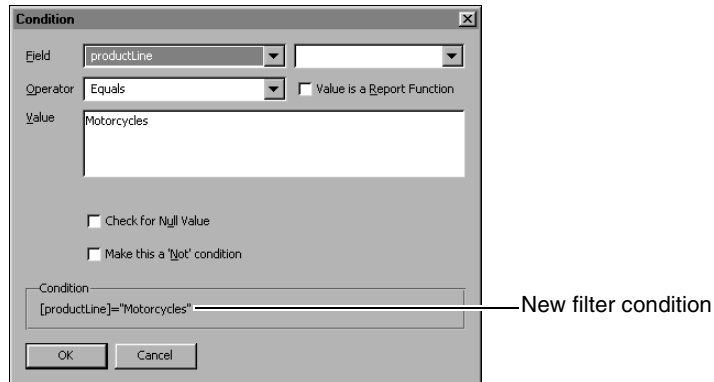 Condition
Field productLine
Operator Equals Value is a Report Function
Value Motorcycles
Check for Null Value
Make this a 'Not' condition
Condition
[productLine]="Motorcycles" New filter condition
OK Cancel